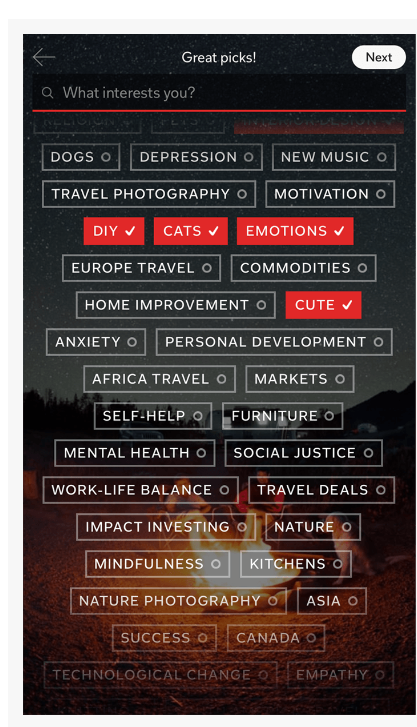 Great picks!
Next
What interests you?
RELIGION PETS
DOGS DEPRESSION NEW MUSIC
TRAVEL PHOTOGRAPHY MOTIVATION
DIY CATS EMOTIONS
EUROPE TRAVEL COMMODITIES
HOME IMPROVEMENT CUTE
ANXIETY PERSONAL DEVELOPMENT
AFRICA TRAVEL MARKETS
SELF-HELP FURNITURE
MENTAL HEALTH SOCIAL JUSTICE
WORK-LIFE BALANCE TRAVEL DEALS
IMPACT INVESTING NATURE
MINDFULNESS KITCHENS
NATURE PHOTOGRAPHY ASIA
SUCCESS CANADA
TECHNOLOGICAL CHANGE EMPATHY